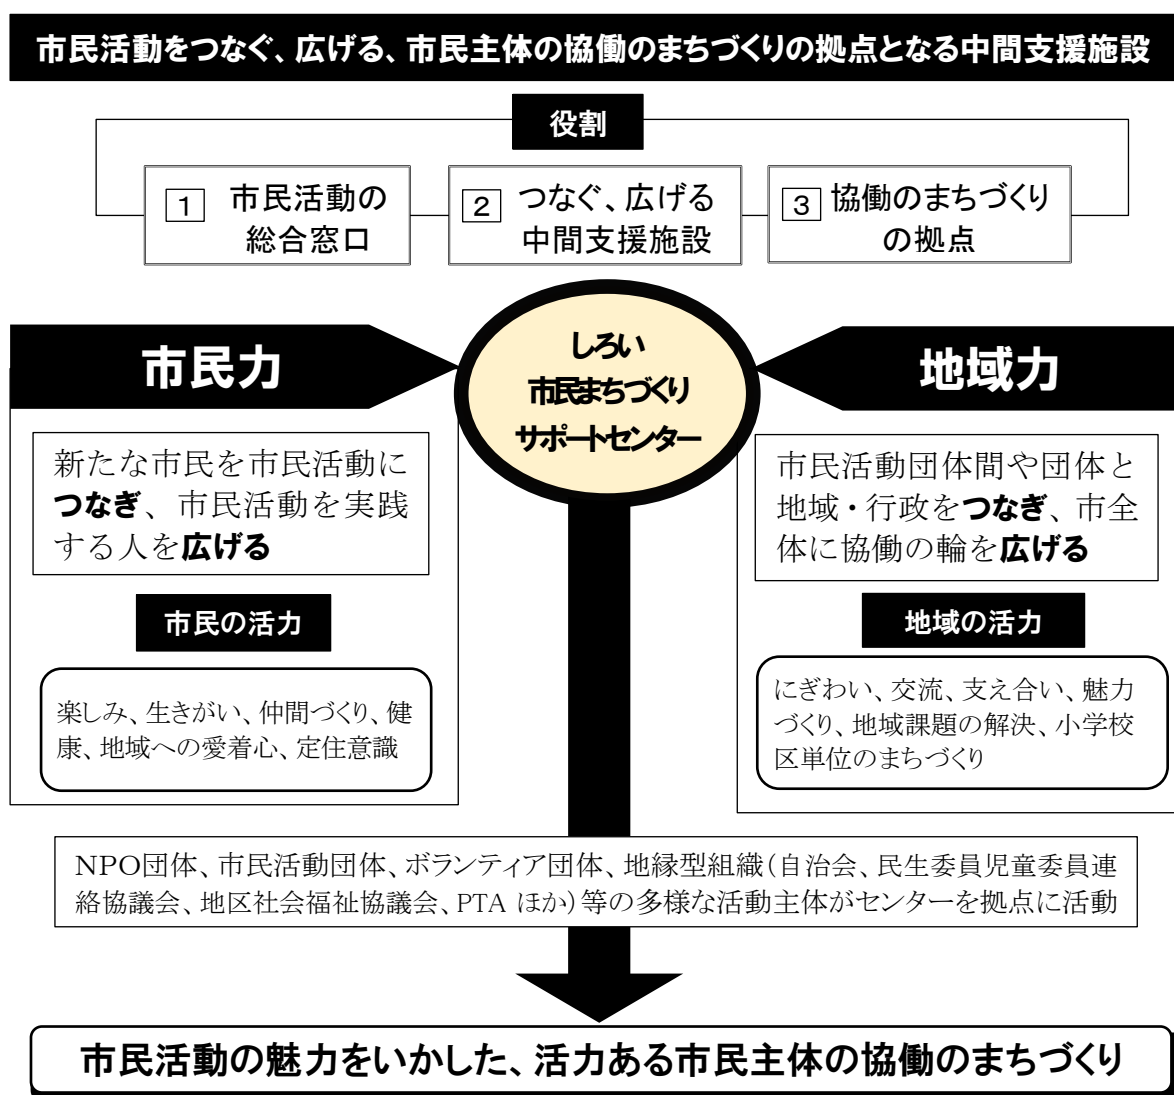 市民活動をつなぐ、広げる、市民主体の協働のまちづくりの拠点となる中間支援施設
役割
1 市民活動の
総合窓口
2 つなぐ、広げる
中間支援施設
3 協働のまちづくり
の拠点
しろい
市民まちづくり
サポートセンター
市民力
新たな市民を市民活動に
つなぎ、市民活動を実践
する人を広げる
市民の活力
楽しみ、生きがい、仲間づくり、健
康、地域への愛着心、定住意識
地域力
市民活動団体間や団体と
地域・行政をつなぎ、市全
体に協働の輪を広げる
地域の活力
にぎわい、交流、支え合い、魅力
づくり、地域課題の解決、小学校
区単位のまちづくり
NPO団体、市民活動団体、ボランティア団体、地縁型組織(自治会、民生委員児童委員連
絡協議会、地区社会福祉協議会、PTA ほか)等の多様な活動主体がセンターを拠点に活動
市民活動の魅力をいかした、活力ある市民主体の協働のまちづくり